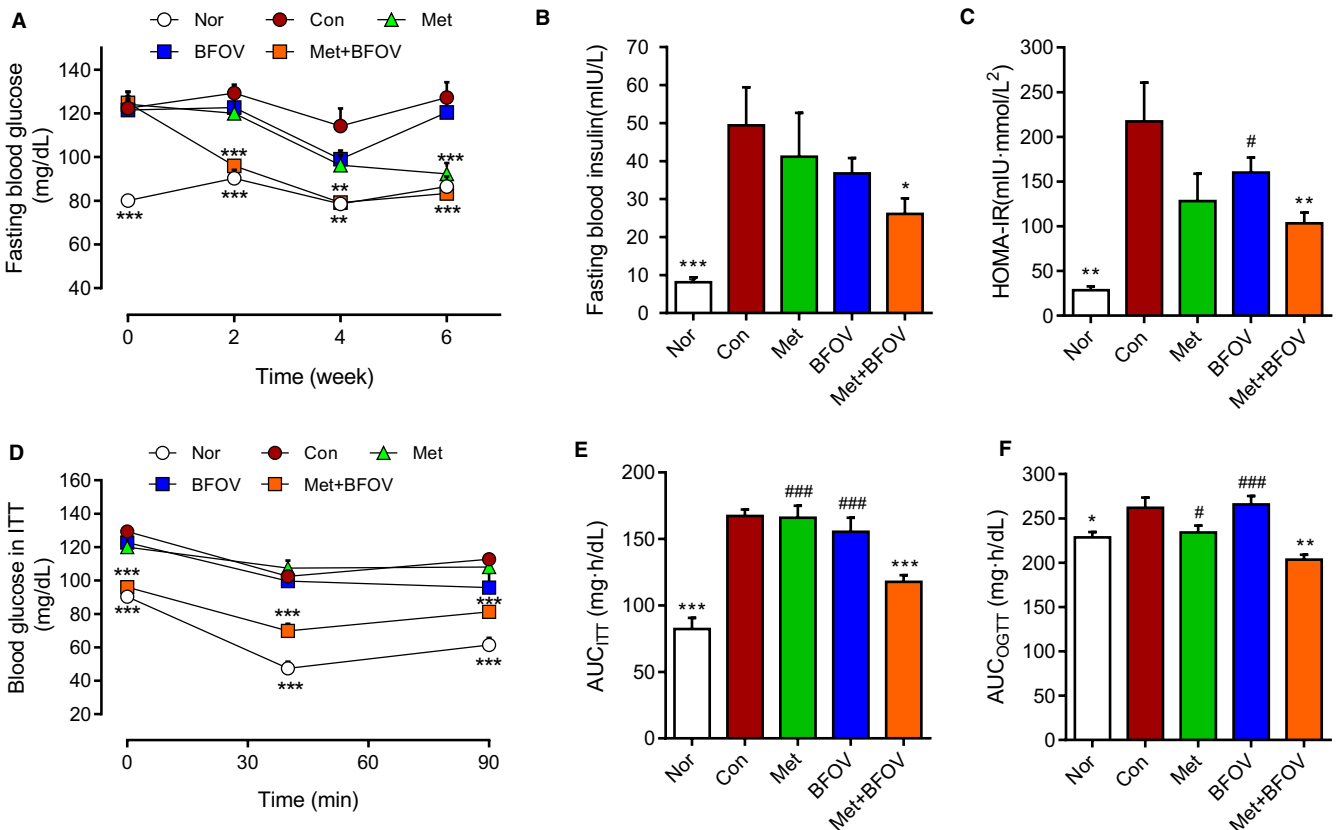 A
Nor Con Met
BFOV Met+BFOV
Fasting blood glucose
(mg/dL)
140
120
100
80
60
40
*** *** *** ** ** *** ***
0 2 4 6
Time (week)
B
Fasting blood insulin(mIU/L)
70
60
50
40
30
20
10
0
*** *
Nor Con Met BFOV Met+BFOV
C
HOMA-IR(mIU·mmol/L²)
300
250
200
150
100
50
0
** # **
Nor Con Met BFOV Met+BFOV
D
Nor Con Met
BFOV Met+BFOV
Blood glucose in ITT
(mg/dL)
160
140
120
100
80
60
40
20
*** *** *** *** *** ***
0 30 60 90
Time (min)
E
AUCITT (mg·h/dL)
200
150
100
50
0
*** ### ### ***
Nor Con Met BFOV Met+BFOV
F
AUCOGTT (mg·h/dL)
300
250
200
150
100
50
0
* # ### **
Nor Con Met BFOV Met+BFOV